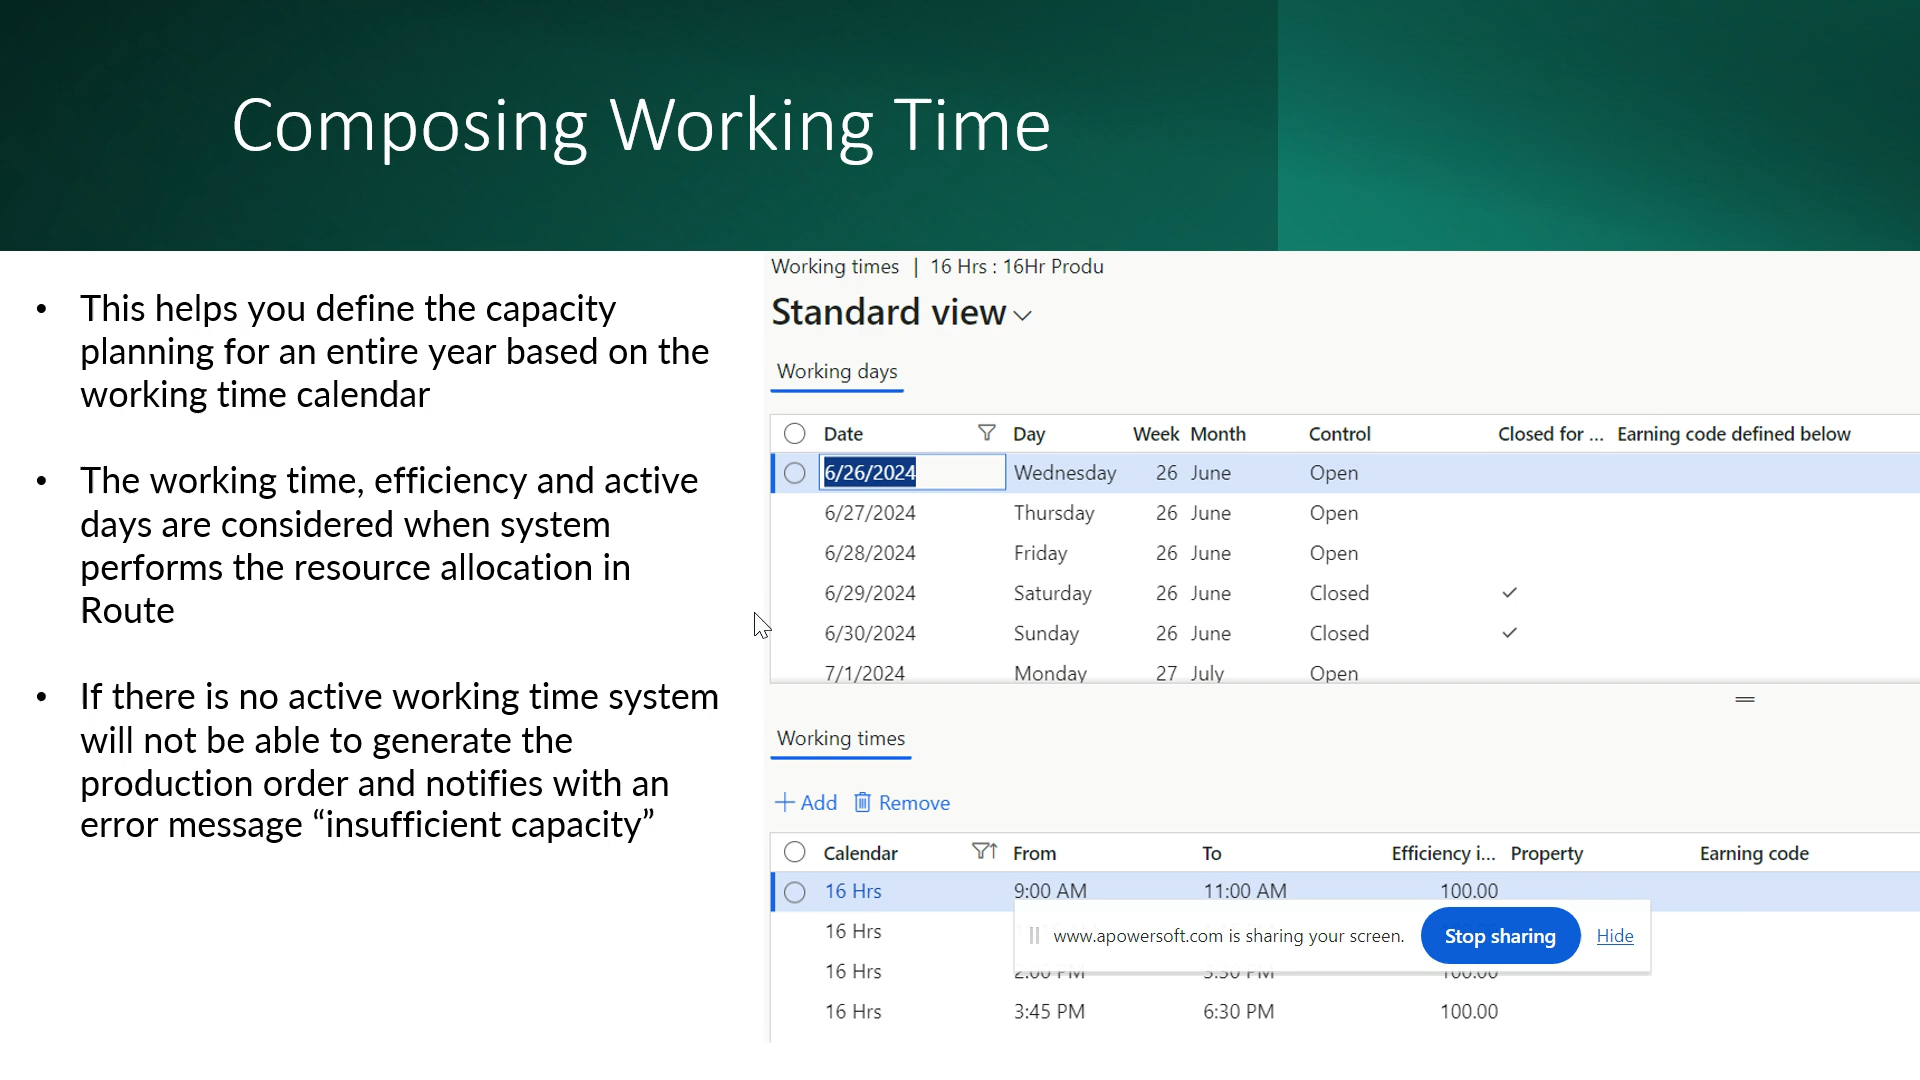 Composing Working Time
• This helps you define the capacity
planning for an entire year based on the
working time calendar
• The working time, efficiency and active
days are considered when system
performs the resource allocation in
Route
• If there is no active working time system
will not be able to generate the
production order and notifies with an
error message “insufficient capacity”
Working times | 16 Hrs : 16Hr Produ
Standard view
Working days
Date Day Week Month Control Closed for ... Earning code defined below
6/26/2024 Wednesday 26 June Open
6/27/2024 Thursday 26 June Open
6/28/2024 Friday 26 June Open
6/29/2024 Saturday 26 June Closed
6/30/2024 Sunday 26 June Closed
7/1/2024 Monday 27 July Open
Working times
Add Remove
Calendar From To Efficiency i... Property Earning code
16 Hrs 9:00 AM 11:00 AM 100.00
16 Hrs
www.apowersoft.com is sharing your screen. Stop sharing Hide
16 Hrs
16 Hrs 3:45 PM 6:30 PM 100.00